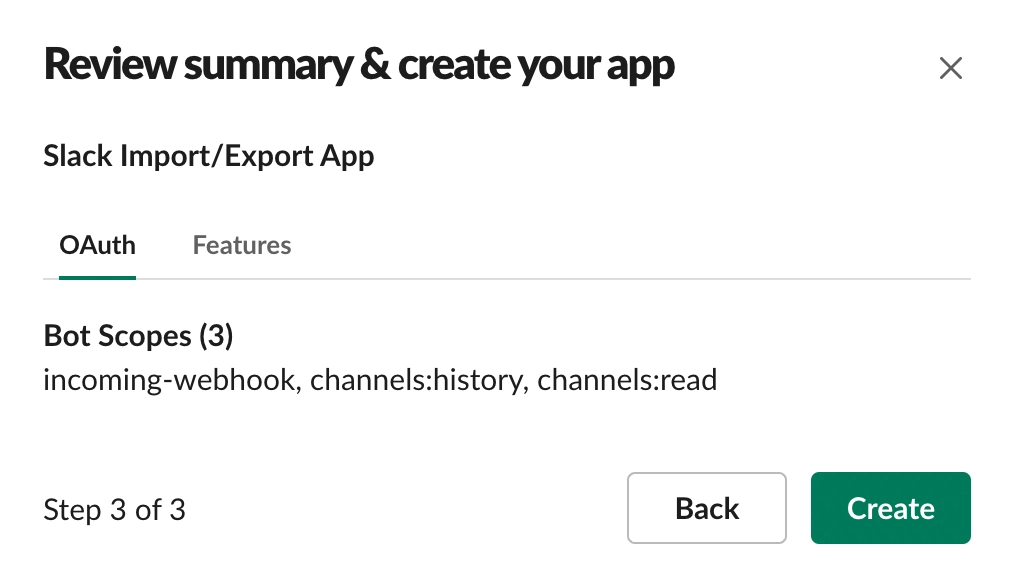 Review summary & create your app
Slack Import/Export App
OAuth Features
Bot Scopes (3)
incoming-webhook, channels:history, channels:read
Step 3 of 3 Back Create